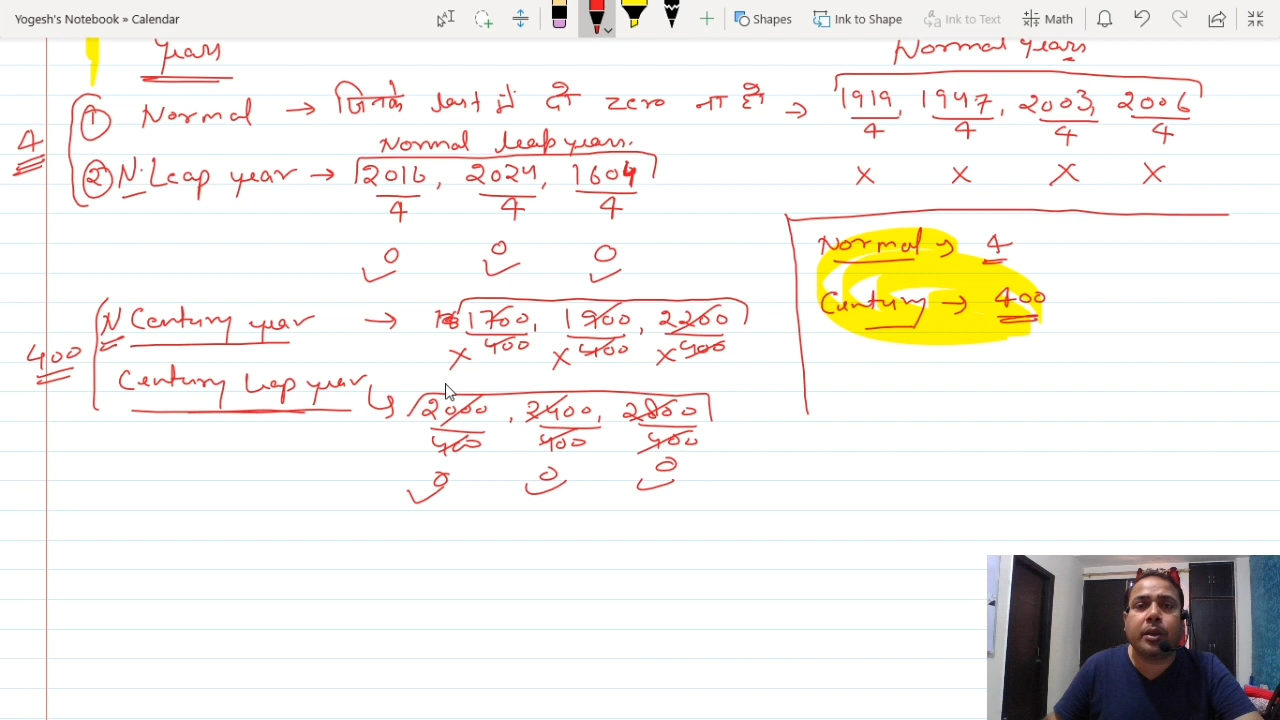 Yogesh's Notebook » Calendar
Shapes Ink to Shape Ink to Text Math
Years
Normal Years
① Normal → जिनके last में दो zero ना हो → 1919/4, 1947/4, 2003/4, 2006/4
x x x x
4
Normal leap years.
② N. Leap year → 2016/4, 2024/4, 1604/4
0 0 0
Normal → 4
Century → 400
400
N Century year → 1700/400, 1900/400, 2200/400
x x x
Century leap year
2000/400, 2400/400, 2800/400
0 0 0